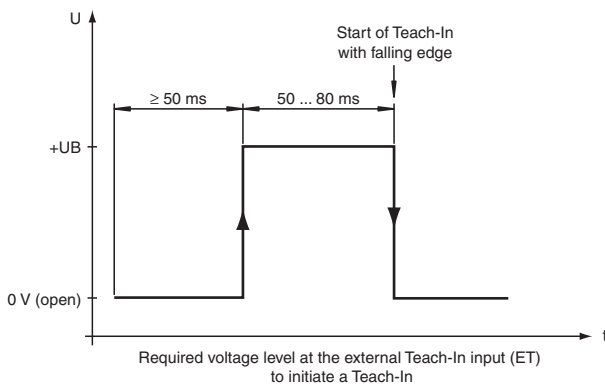 U
Start of Teach-In
with falling edge
≥ 50 ms
50 ... 80 ms
+UB
0 V (open)
t
Required voltage level at the external Teach-In input (ET)
to initiate a Teach-In